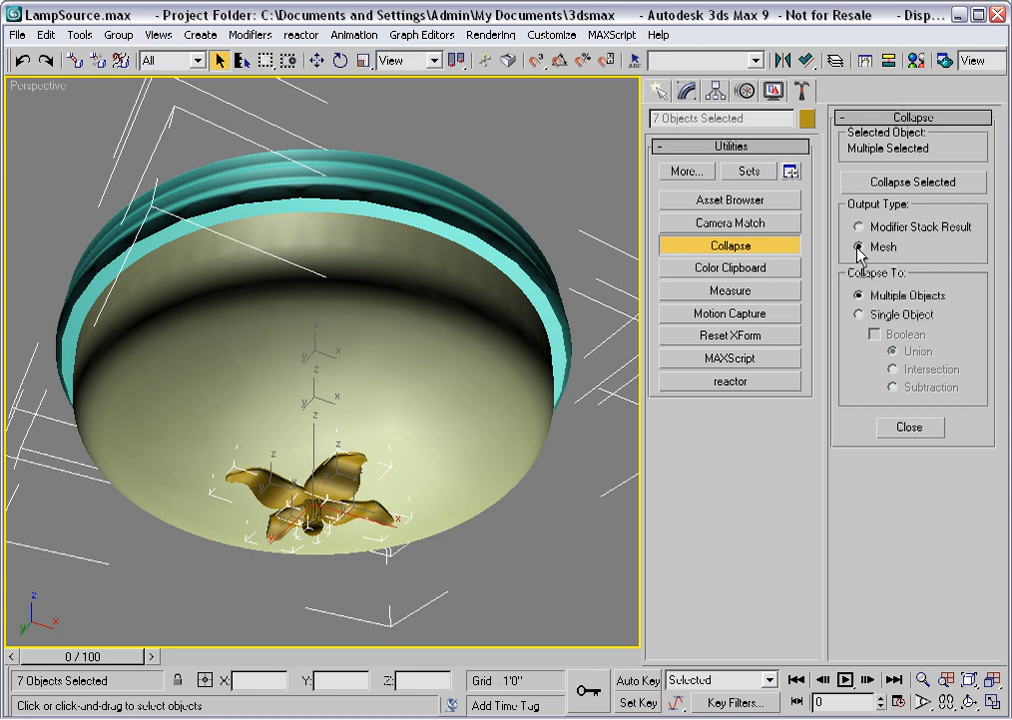 LampSource.max - Project Folder: C:\Documents and Settings\Admin\My Documents\3dsmax - Autodesk 3ds Max 9 - Not for Resale - Disp...
File Edit Tools Group Views Create Modifiers reactor Animation Graph Editors Rendering Customize MAXScript Help
All View ABC View
Perspective
7 Objects Selected
- Utilities
More... Sets
Asset Browser
Camera Match
Collapse
Color Clipboard
Measure
Motion Capture
Reset XForm
MAXScript
reactor
- Collapse
Selected Object:
Multiple Selected
Collapse Selected
Output Type:
Modifier Stack Result
Mesh
Collapse To:
Multiple Objects
Single Object
Boolean
Union
Intersection
Subtraction
Close
z
y x
z
y x
z
z
z
x
y
z
y x
< 0 / 100 >
7 Objects Selected X: Y: Z: Grid = 1'0" Auto Key Selected
Click or click-and-drag to select objects Add Time Tag Set Key Key Filters... 0